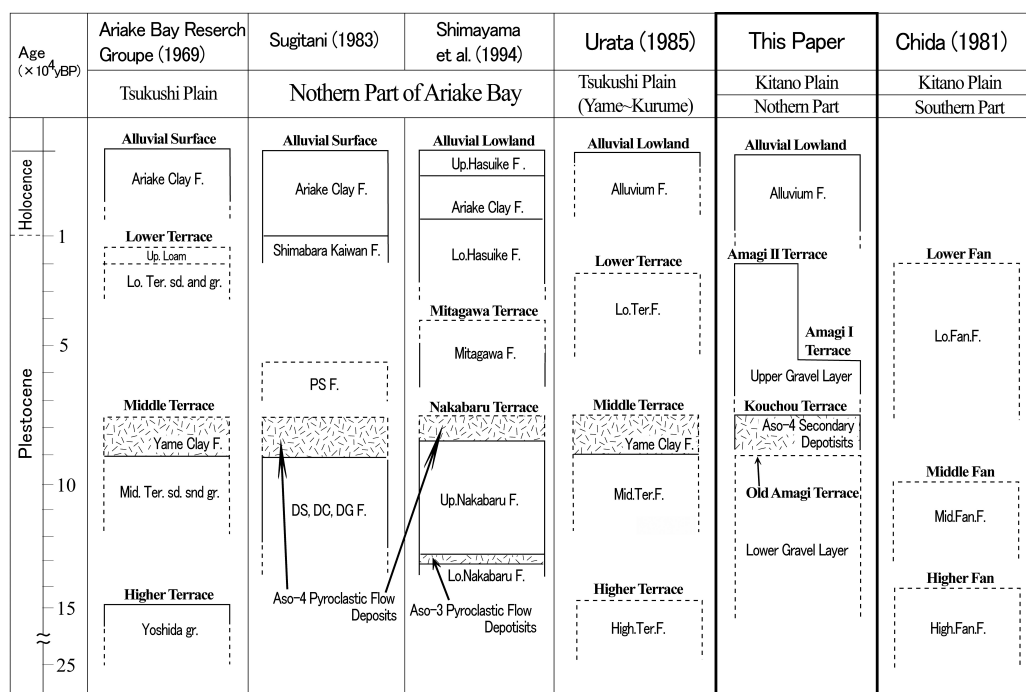 Age
(×10⁴yBP)
Ariake Bay Reserch
Groupe (1969)
Sugitani (1983)
Shimayama
et al. (1994)
Urata (1985)
This Paper
Chida (1981)
Tsukushi Plain
Nothern Part of Ariake Bay
Tsukushi Plain
(Yame~Kurume)
Kitano Plain
Nothern Part
Kitano Plain
Southern Part
Holocence
Plestocene
1
5
10
15
25
Alluvial Surface
Ariake Clay F.
Lower Terrace
Up. Loam
Lo. Ter. sd. and gr.
Middle Terrace
Yame Clay F.
Mid. Ter. sd. snd gr.
Higher Terrace
Yoshida gr.
Alluvial Surface
Ariake Clay F.
Shimabara Kaiwan F.
PS F.
DS, DC, DG F.
Aso-4 Pyroclastic Flow
Deposits
Alluvial Lowland
Up.Hasuike F .
Ariake Clay F.
Lo.Hasuike F.
Mitagawa Terrace
Mitagawa F.
Nakabaru Terrace
Up.Nakabaru F.
Lo.Nakabaru F.
Aso-3 Pyroclastic Flow
Depotisits
Alluvial Lowland
Alluvium F.
Lower Terrace
Lo.Ter.F.
Middle Terrace
Yame Clay F.
Mid.Ter.F.
Higher Terrace
High.Ter.F.
Alluvial Lowland
Alluvium F.
Amagi II Terrace
Amagi I
Terrace
Upper Gravel Layer
Kouchou Terrace
Aso-4 Secondary
Depotisits
Old Amagi Terrace
Lower Gravel Layer
Lower Fan
Lo.Fan.F.
Middle Fan
Mid.Fan.F.
Higher Fan
High.Fan.F.